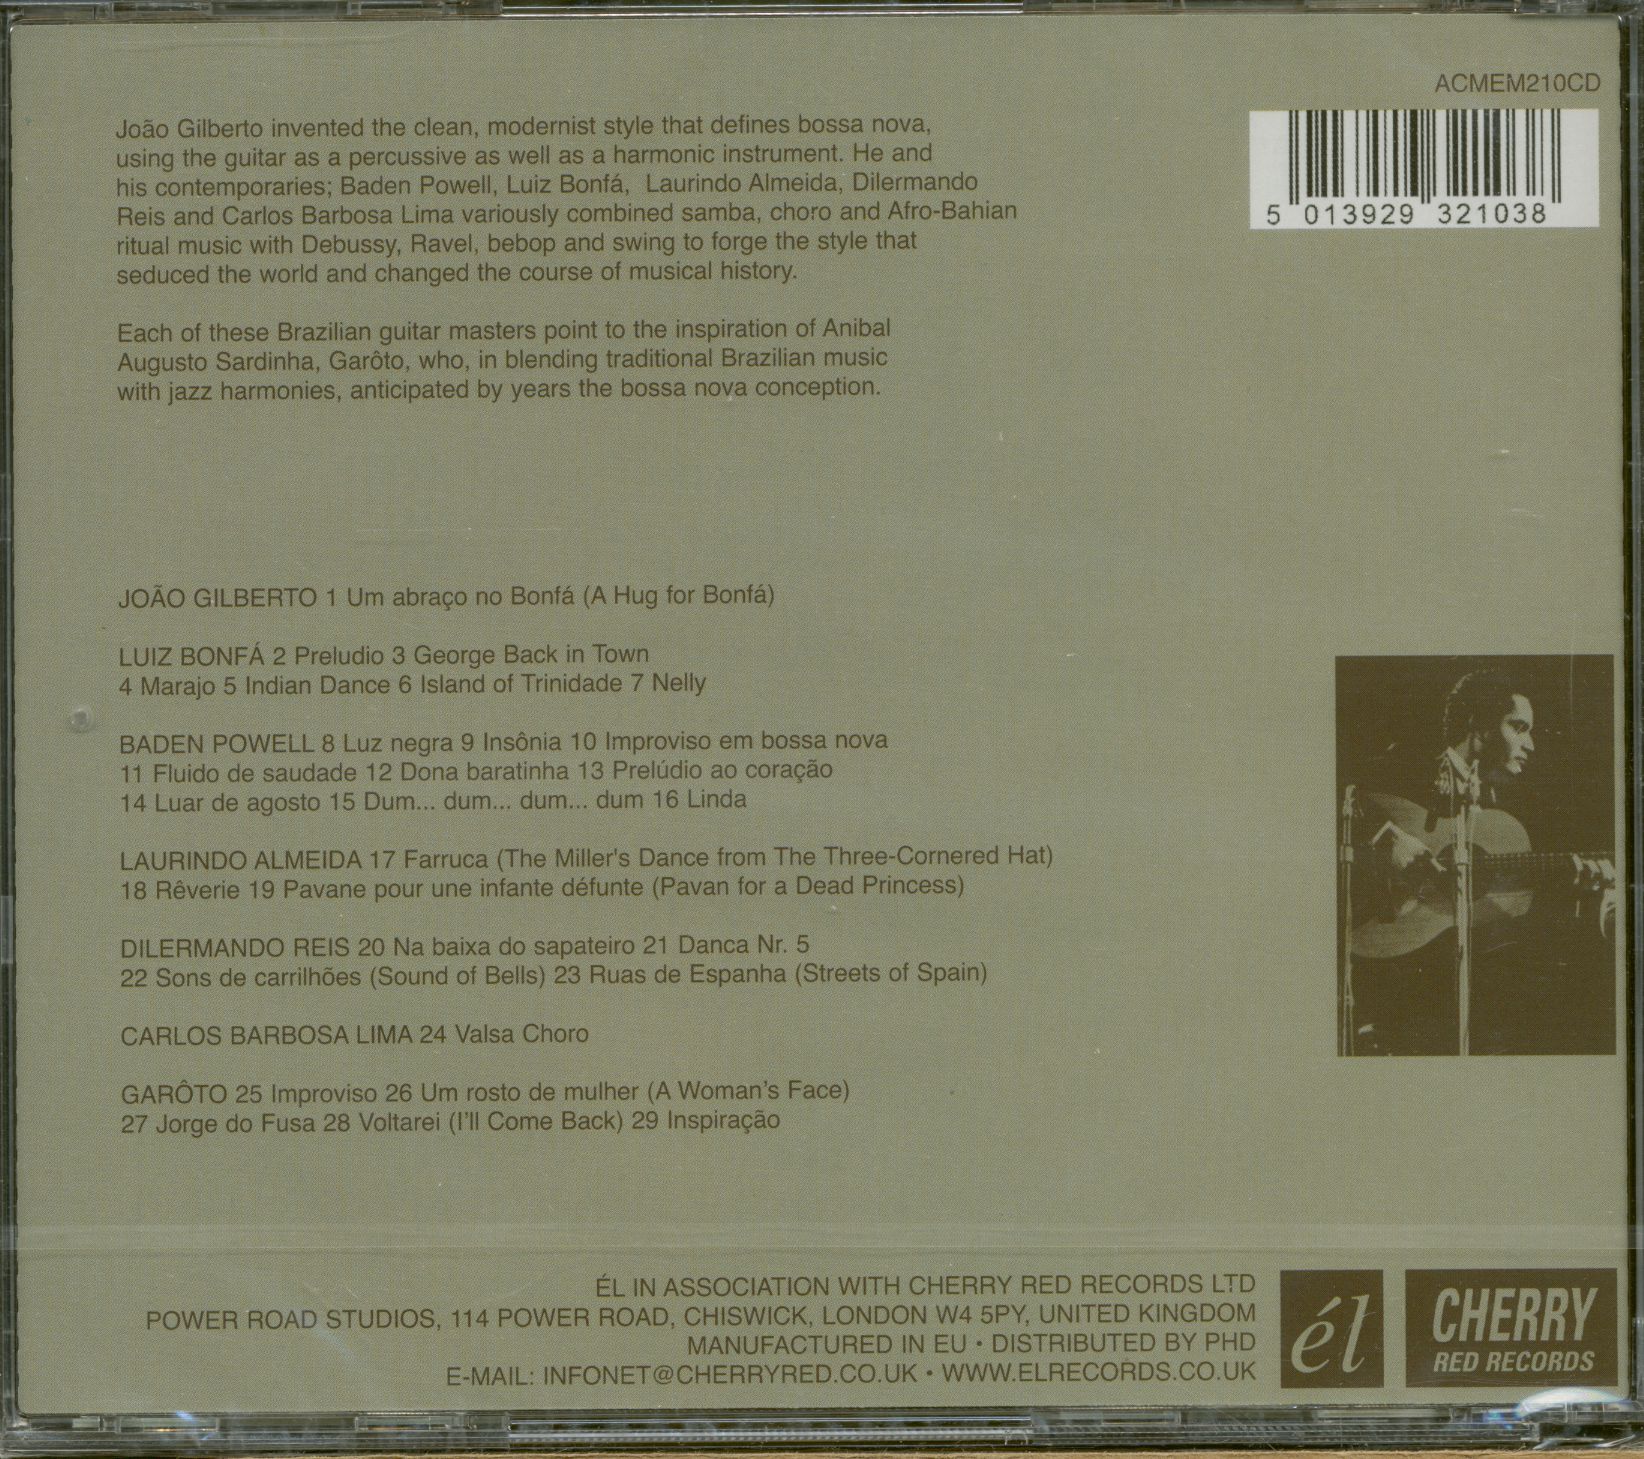 ACMEM210CD
5 013929 321038
João Gilberto invented the clean, modernist style that defines bossa nova,
using the guitar as a percussive as well as a harmonic instrument. He and
his contemporaries; Baden Powell, Luiz Bonfá, Laurindo Almeida, Dilermando
Reis and Carlos Barbosa Lima variously combined samba, choro and Afro-Bahian
ritual music with Debussy, Ravel, bebop and swing to forge the style that
seduced the world and changed the course of musical history.
Each of these Brazilian guitar masters point to the inspiration of Anibal
Augusto Sardinha, Garôto, who, in blending traditional Brazilian music
with jazz harmonies, anticipated by years the bossa nova conception.
JOÃO GILBERTO 1 Um abraço no Bonfá (A Hug for Bonfá)
LUIZ BONFÁ 2 Preludio 3 George Back in Town
4 Marajo 5 Indian Dance 6 Island of Trinidade 7 Nelly
BADEN POWELL 8 Luz negra 9 Insônia 10 Improviso em bossa nova
11 Fluido de saudade 12 Dona baratinha 13 Prelúdio ao coração
14 Luar de agosto 15 Dum... dum... dum... dum 16 Linda
LAURINDO ALMEIDA 17 Farruca (The Miller's Dance from The Three-Cornered Hat)
18 Rêverie 19 Pavane pour une infante défunte (Pavan for a Dead Princess)
DILERMANDO REIS 20 Na baixa do sapateiro 21 Danca Nr. 5
22 Sons de carrilhões (Sound of Bells) 23 Ruas de Espanha (Streets of Spain)
CARLOS BARBOSA LIMA 24 Valsa Choro
GARÔTO 25 Improviso 26 Um rosto de mulher (A Woman's Face)
27 Jorge do Fusa 28 Voltarei (I'll Come Back) 29 Inspiração
ÉL IN ASSOCIATION WITH CHERRY RED RECORDS LTD
POWER ROAD STUDIOS, 114 POWER ROAD, CHISWICK, LONDON W4 5PY, UNITED KINGDOM
MANUFACTURED IN EU • DISTRIBUTED BY PHD
E-MAIL: INFONET@CHERRYRED.CO.UK • WWW.ELRECORDS.CO.UK
él
CHERRY
RED RECORDS